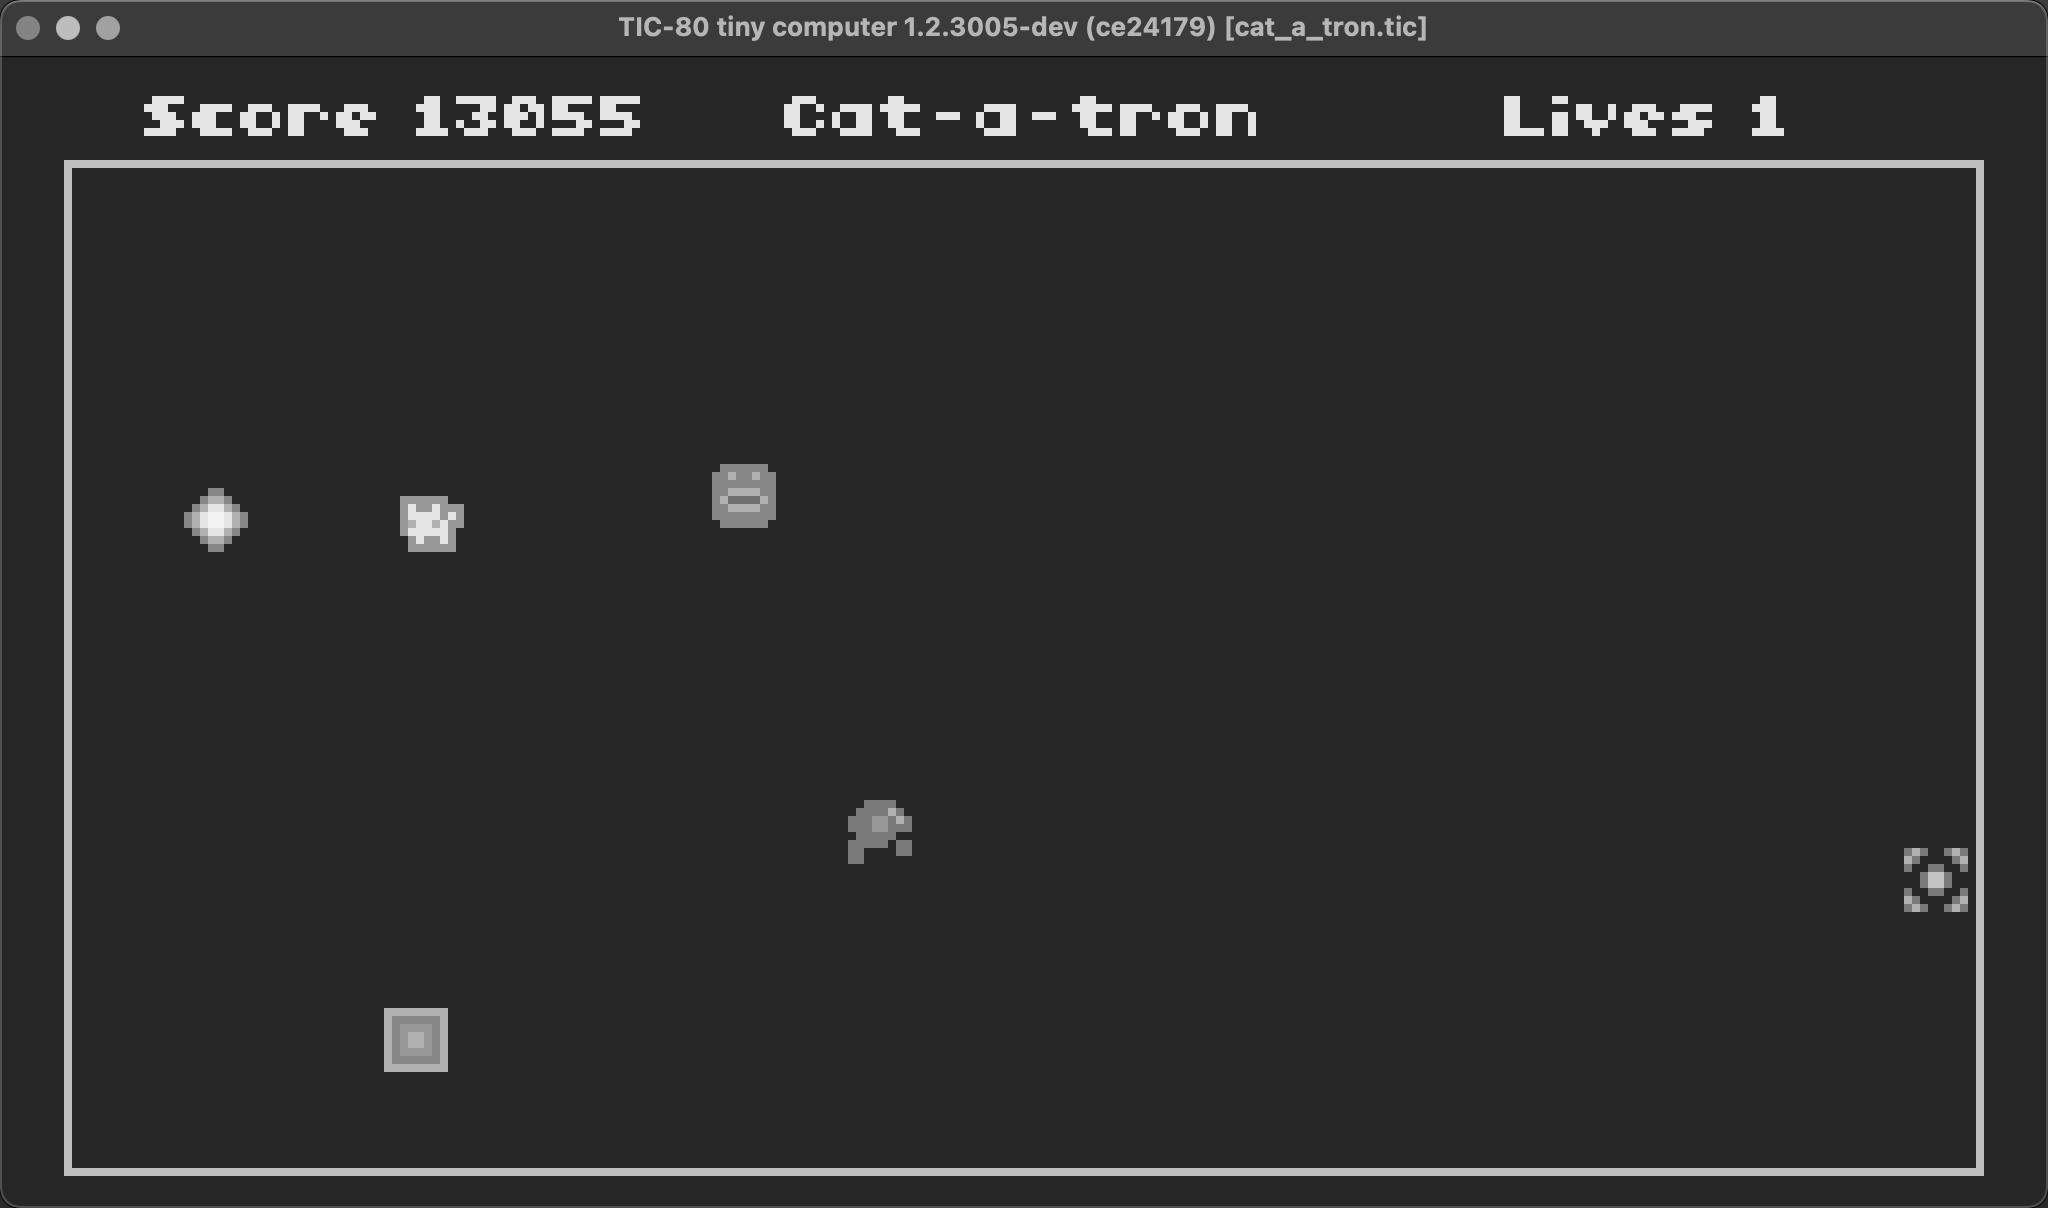 TIC-80 tiny computer 1.2.3005-dev (ce24179) [cat_a_tron.tic]
Score 13055 Cat-a-tron Lives 1